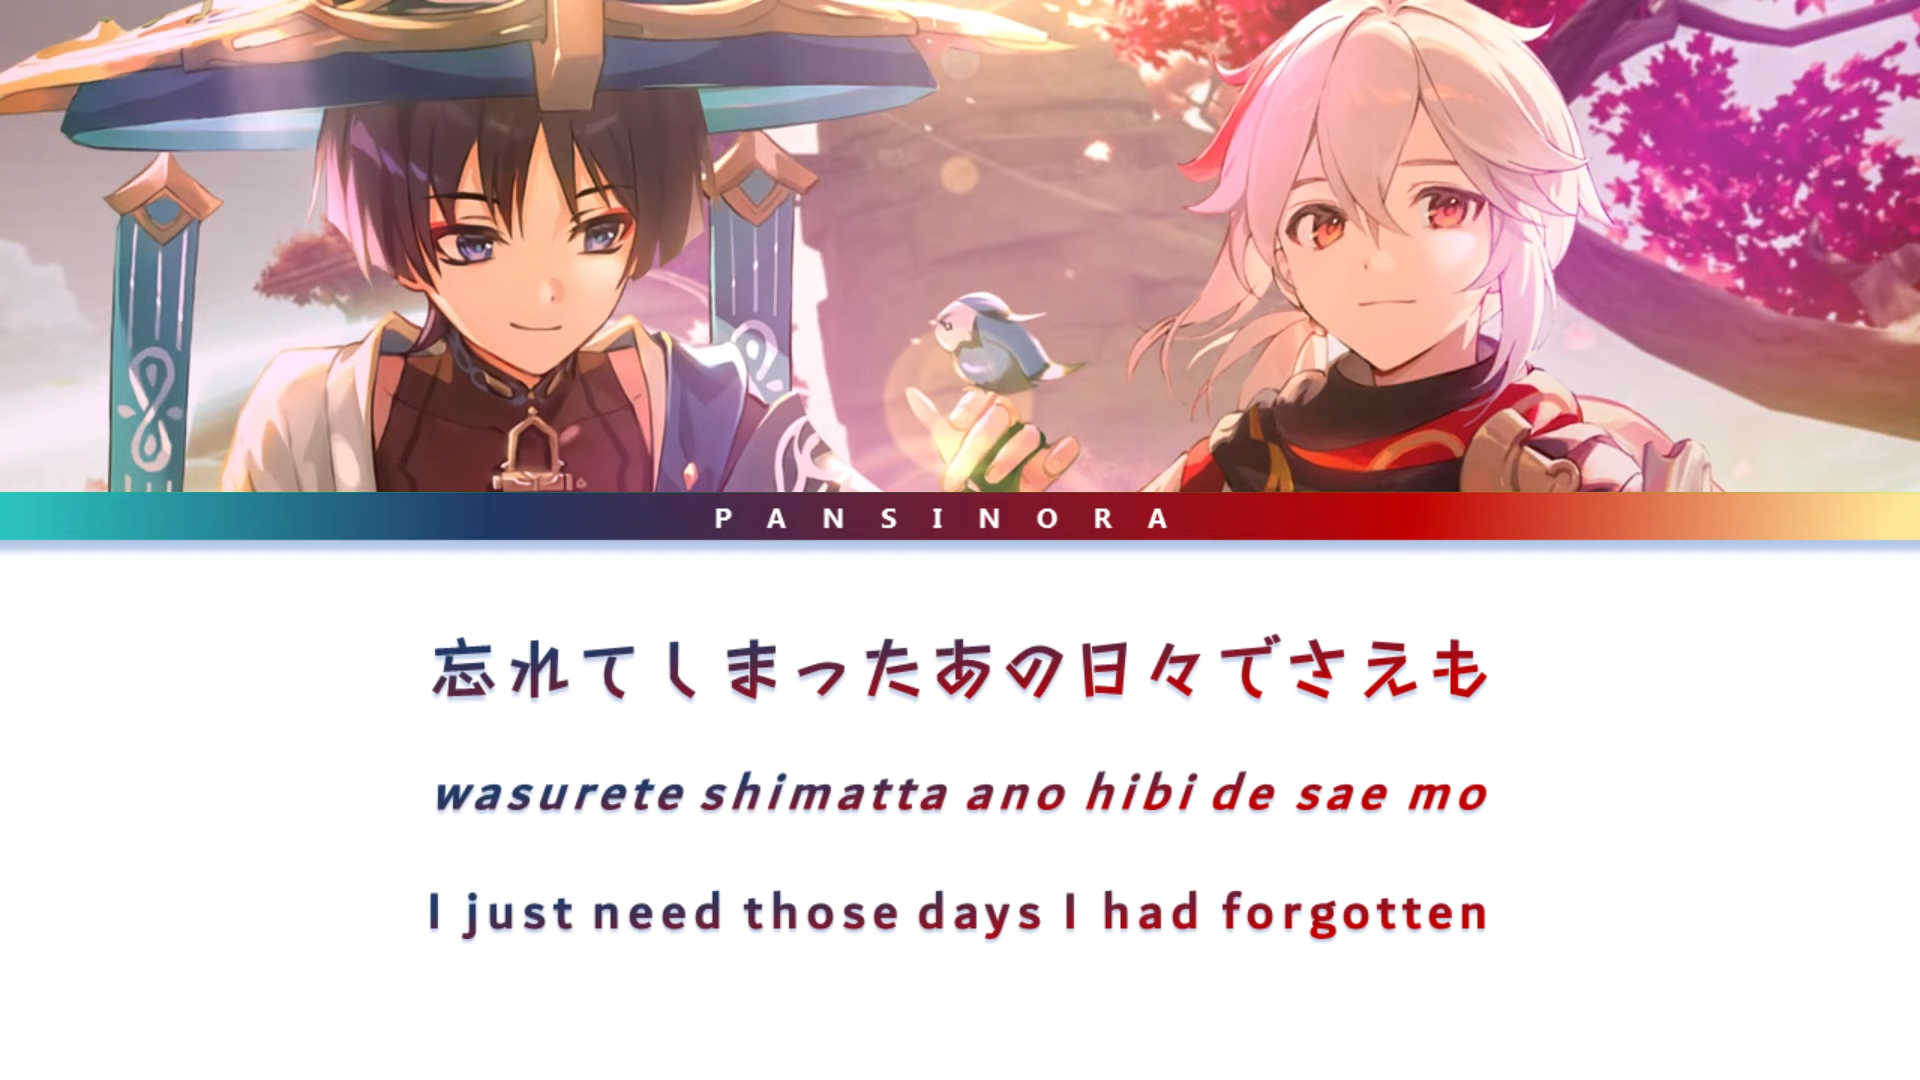 PANSINORA
忘れてしまったあの日々でさえも
wasurete shimatta ano hibi de sae mo
I just need those days I had forgotten